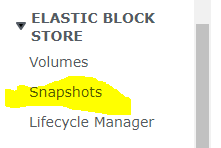 ELASTIC BLOCK
STORE
Volumes
Snapshots
Lifecycle Manager